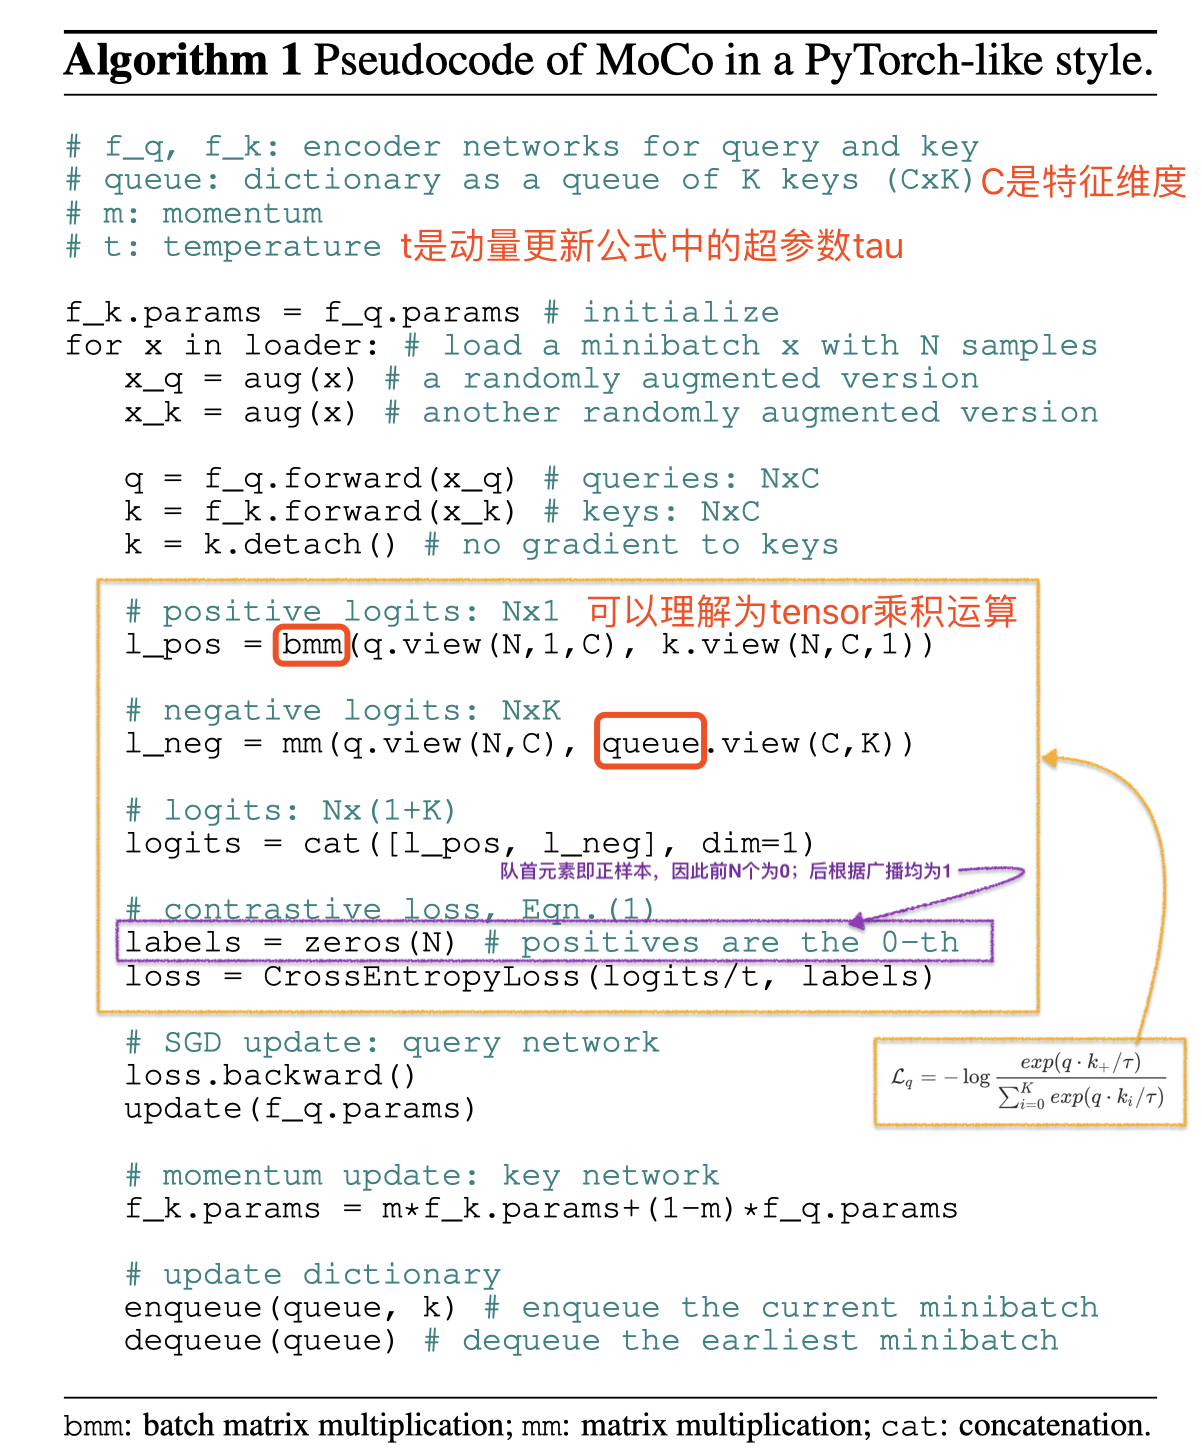 Algorithm 1 Pseudocode of MoCo in a PyTorch-like style.
# f_q, f_k: encoder networks for query and key
# queue: dictionary as a queue of K keys (CxK) C是特征维度
# m: momentum
# t: temperature t是动量更新公式中的超参数tau
f_k.params = f_q.params # initialize
for x in loader: # load a minibatch x with N samples
x_q = aug(x) # a randomly augmented version
x_k = aug(x) # another randomly augmented version
q = f_q.forward(x_q) # queries: NxC
k = f_k.forward(x_k) # keys: NxC
k = k.detach() # no gradient to keys
# positive logits: Nx1 可以理解为tensor乘积运算
l_pos = bmm(q.view(N,1,C), k.view(N,C,1))
# negative logits: NxK
l_neg = mm(q.view(N,C), queue.view(C,K))
# logits: Nx(1+K)
logits = cat([l_pos, l_neg], dim=1)
队首元素即正样本，因此前N个为0；后根据广播均为1
# contrastive loss, Eqn.(1)
labels = zeros(N) # positives are the 0-th
loss = CrossEntropyLoss(logits/t, labels)
# SGD update: query network
loss.backward()
update(f_q.params)
$\mathcal{L}_q = -\log \frac{exp(q \cdot k_+/\tau)}{\sum_{i=0}^{K} exp(q \cdot k_i/\tau)}$
# momentum update: key network
f_k.params = m*f_k.params+(1-m)*f_q.params
# update dictionary
enqueue(queue, k) # enqueue the current minibatch
dequeue(queue) # dequeue the earliest minibatch
bmm: batch matrix multiplication; mm: matrix multiplication; cat: concatenation.